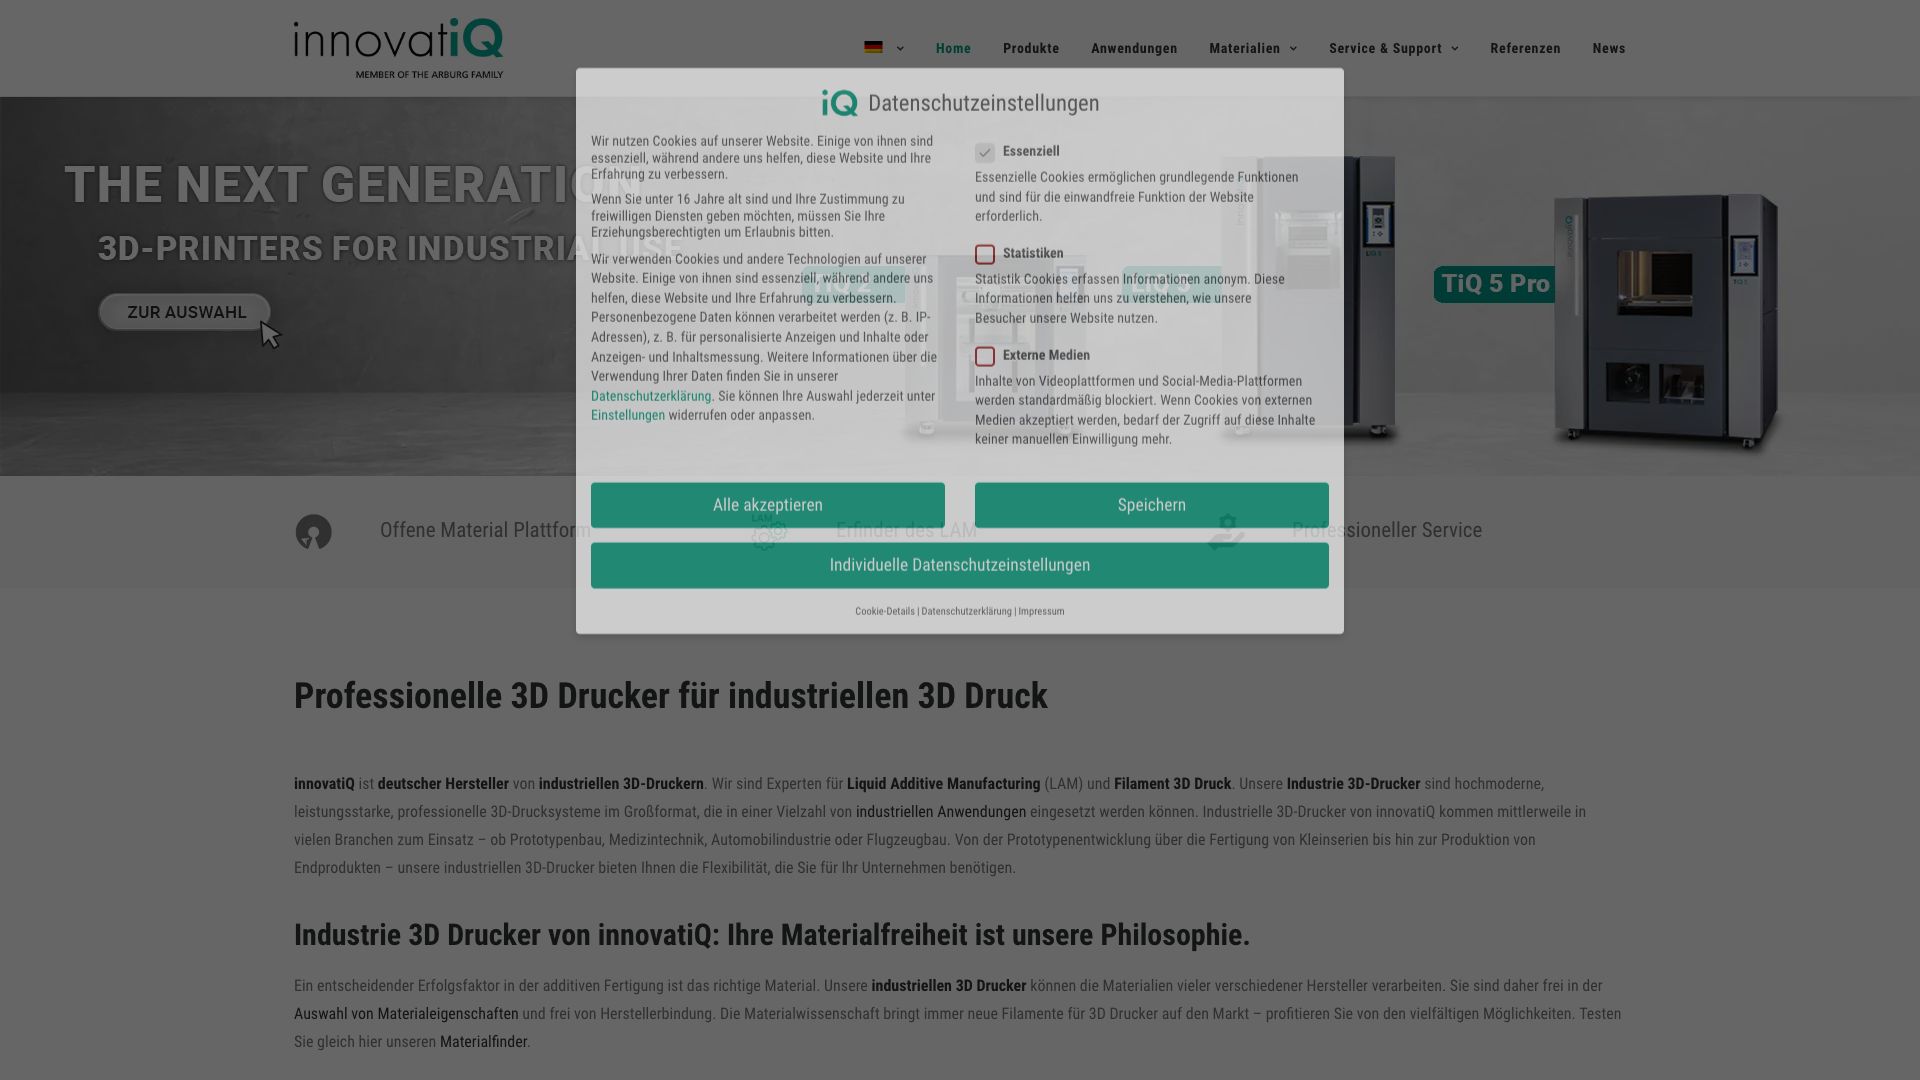 innovatiQ
MEMBER OF THE ARBURG FAMILY
Home
Produkte
Anwendungen
Materialien
Service & Support
Referenzen
News
THE NEXT GENERATION
3D-PRINTERS FOR INDUSTRIAL USE
ZUR AUSWAHL
TiQ 2
LiQ 5
TiQ 5 Pro
iQ Datenschutzeinstellungen
Wir nutzen Cookies auf unserer Website. Einige von ihnen sind
essenziell, während andere uns helfen, diese Website und Ihre
Erfahrung zu verbessern.
Wenn Sie unter 16 Jahre alt sind und Ihre Zustimmung zu
freiwilligen Diensten geben möchten, müssen Sie Ihre
Erziehungsberechtigten um Erlaubnis bitten.
Wir verwenden Cookies und andere Technologien auf unserer
Website. Einige von ihnen sind essenziell, während andere uns
helfen, diese Website und Ihre Erfahrung zu verbessern.
Personenbezogene Daten können verarbeitet werden (z. B. IP-
Adressen), z. B. für personalisierte Anzeigen und Inhalte oder
Anzeigen- und Inhaltsmessung. Weitere Informationen über die
Verwendung Ihrer Daten finden Sie in unserer
Datenschutzerklärung. Sie können Ihre Auswahl jederzeit unter
Einstellungen widerrufen oder anpassen.
Essenziell
Essenzielle Cookies ermöglichen grundlegende Funktionen
und sind für die einwandfreie Funktion der Website
erforderlich.
Statistiken
Statistik Cookies erfassen Informationen anonym. Diese
Informationen helfen uns zu verstehen, wie unsere
Besucher unsere Website nutzen.
Externe Medien
Inhalte von Videoplattformen und Social-Media-Plattformen
werden standardmäßig blockiert. Wenn Cookies von externen
Medien akzeptiert werden, bedarf der Zugriff auf diese Inhalte
keiner manuellen Einwilligung mehr.
Alle akzeptieren
Speichern
Individuelle Datenschutzeinstellungen
Cookie-Details | Datenschutzerklärung | Impressum
Offene Material Plattform
LAM
Erfinder des LAM
Professioneller Service
Professionelle 3D Drucker für industriellen 3D Druck
innovatiQ ist deutscher Hersteller von industriellen 3D-Druckern. Wir sind Experten für Liquid Additive Manufacturing (LAM) und Filament 3D Druck. Unsere Industrie 3D-Drucker sind hochmoderne,
leistungsstarke, professionelle 3D-Drucksysteme im Großformat, die in einer Vielzahl von industriellen Anwendungen eingesetzt werden können. Industrielle 3D-Drucker von innovatiQ kommen mittlerweile in
vielen Branchen zum Einsatz – ob Prototypenbau, Medizintechnik, Automobilindustrie oder Flugzeugbau. Von der Prototypenentwicklung über die Fertigung von Kleinserien bis hin zur Produktion von
Endprodukten – unsere industriellen 3D-Drucker bieten Ihnen die Flexibilität, die Sie für Ihr Unternehmen benötigen.
Industrie 3D Drucker von innovatiQ: Ihre Materialfreiheit ist unsere Philosophie.
Ein entscheidender Erfolgsfaktor in der additiven Fertigung ist das richtige Material. Unsere industriellen 3D Drucker können die Materialien vieler verschiedener Hersteller verarbeiten. Sie sind daher frei in der
Auswahl von Materialeigenschaften und frei von Herstellerbindung. Die Materialwissenschaft bringt immer neue Filamente für 3D Drucker auf den Markt – profitieren Sie von den vielfältigen Möglichkeiten. Testen
Sie gleich hier unseren Materialfinder.